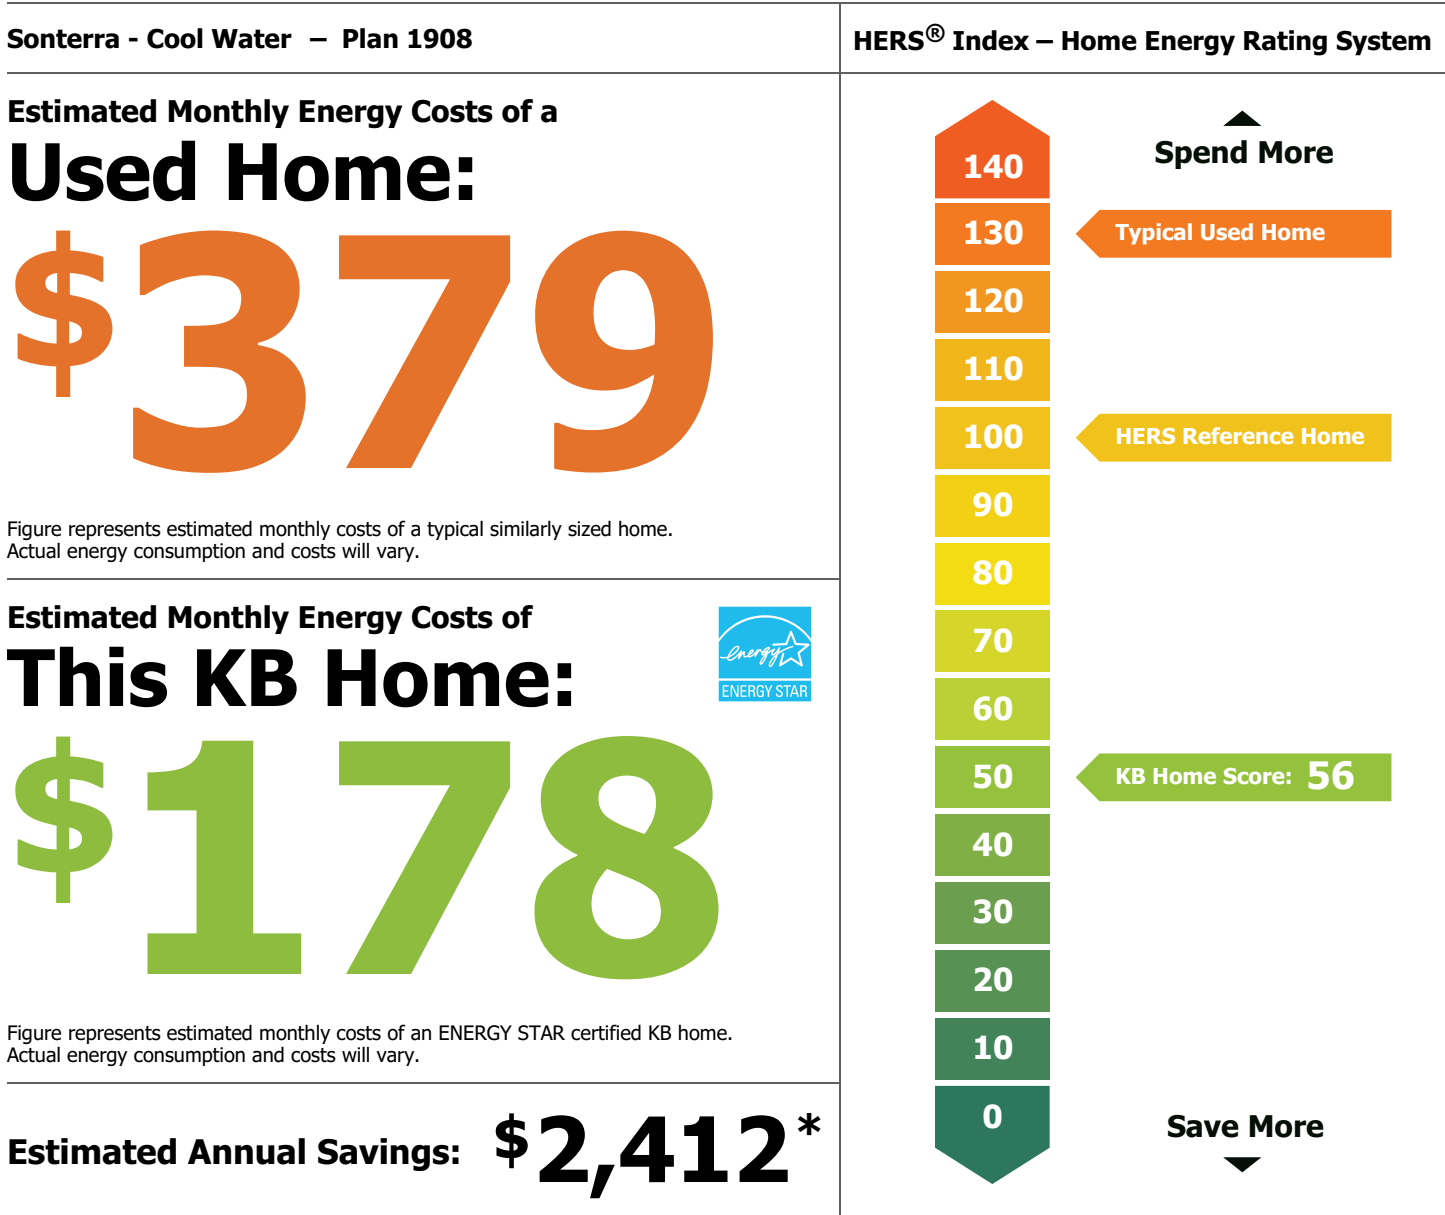 Sonterra - Cool Water – Plan 1908
Estimated Monthly Energy Costs of a
Used Home:
$379
Figure represents estimated monthly costs of a typical similarly sized home.
Actual energy consumption and costs will vary.
Estimated Monthly Energy Costs of
This KB Home:
energy
ENERGY STAR
$178
Figure represents estimated monthly costs of an ENERGY STAR certified KB home.
Actual energy consumption and costs will vary.
Estimated Annual Savings: $2,412*
HERS® Index – Home Energy Rating System
Spend More
140
130 Typical Used Home
120
110
100 HERS Reference Home
90
80
70
60
50 KB Home Score: 56
40
30
20
10
0
Save More